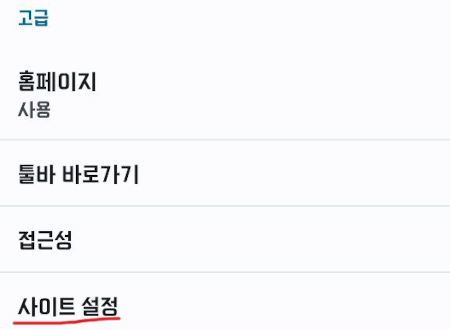 고급
홈페이지
사용
툴바 바로가기
접근성
사이트 설정